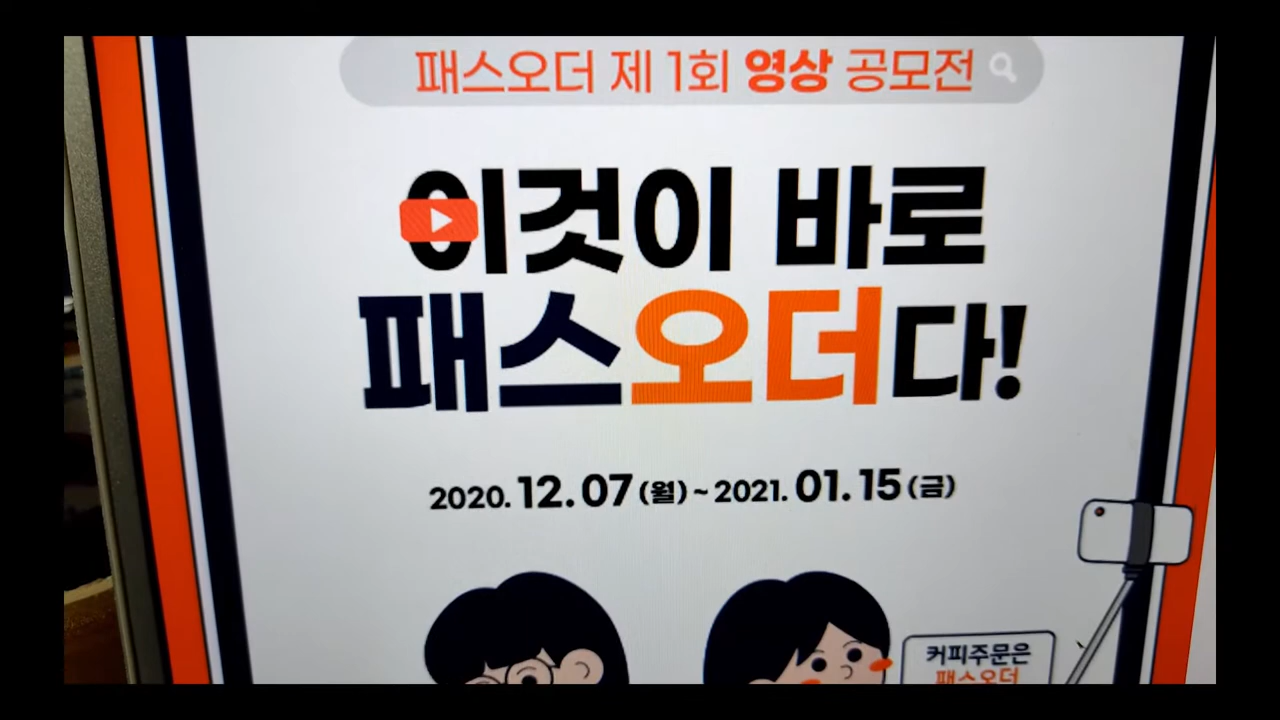 패스오더 제 1회 영상 공모전
이것이 바로
패스오더다!
2020. 12. 07 (월) ~ 2021. 01. 15 (금)
커피주문은
패스오더